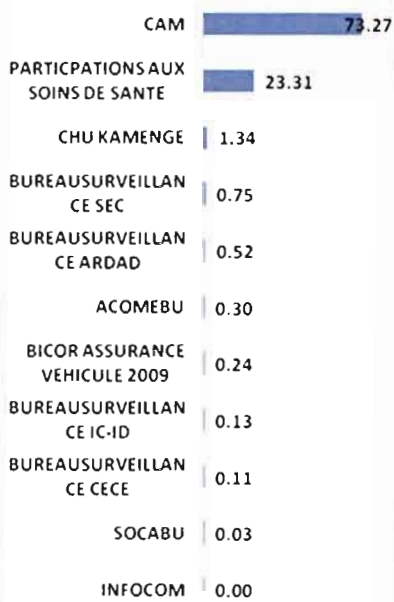 CAM 73.27
PARTICPATIONS AUX
SOINS DE SANTE 23.31
CHU KAMENGE 1.34
BUREAUSURVEILLAN
CE SEC 0.75
BUREAUSURVEILLAN
CE ARDAD 0.52
ACOMEBU 0.30
BICOR ASSURANCE
VEHICULE 2009 0.24
BUREAUSURVEILLAN
CE IC-ID 0.13
BUREAUSURVEILLAN
CE CECE 0.11
SOCABU 0.03
INFOCOM 0.00